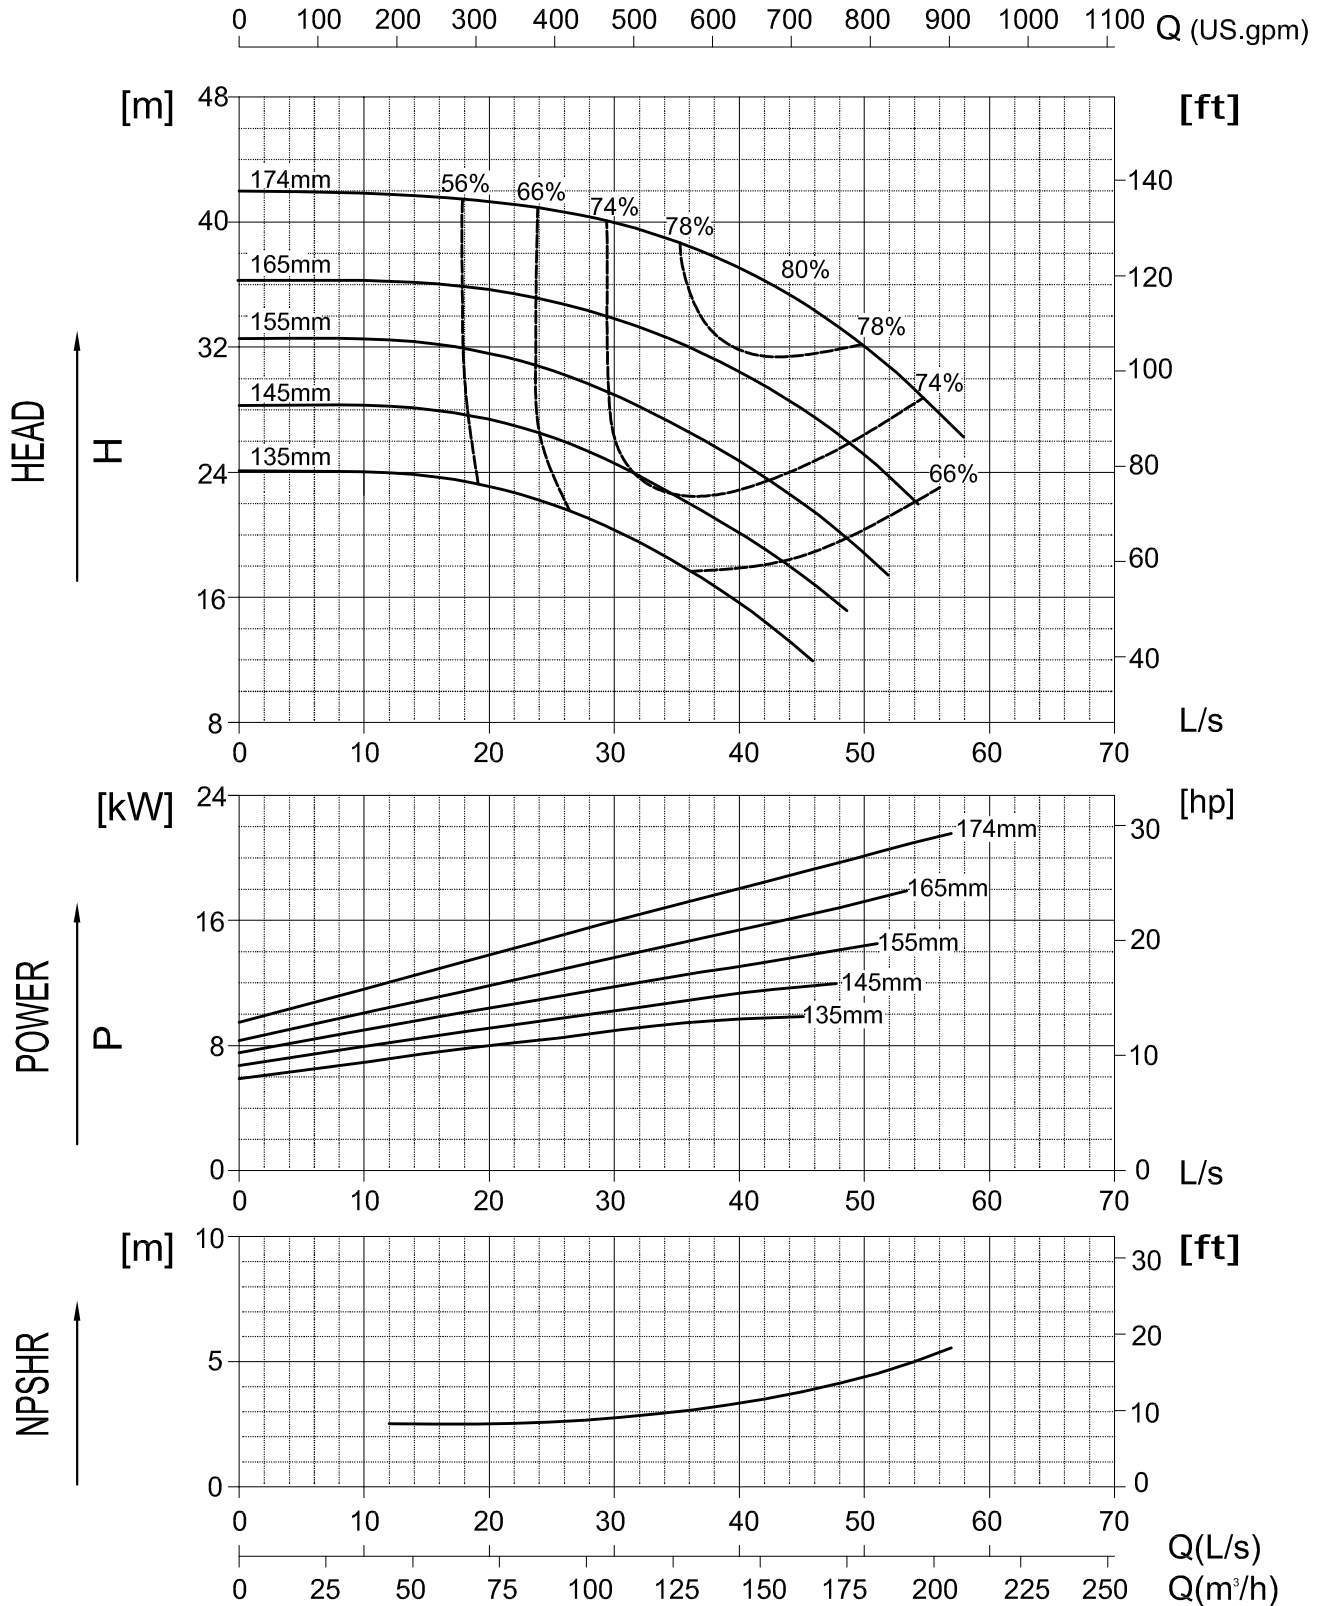 0 100 200 300 400 500 600 700 800 900 1000 1100 Q (US.gpm)
[m] 48 [ft]
174mm 56% 66% 74% 78% 140
40
165mm 80% 120
155mm 78%
32 100
145mm 74%
HEAD H
135mm 66% 80
24
60
16
40
8 L/s
0 10 20 30 40 50 60 70
[kW] 24 [hp]
174mm 30
165mm
16
155mm 20
145mm
135mm
POWER P
8 10
0 0 L/s
0 10 20 30 40 50 60 70
[m] 10 [ft]
30
20
5
NPSHR
10
0 0
0 10 20 30 40 50 60 70
Q(L/s)
0 25 50 75 100 125 150 175 200 225 250 Q(m³/h)